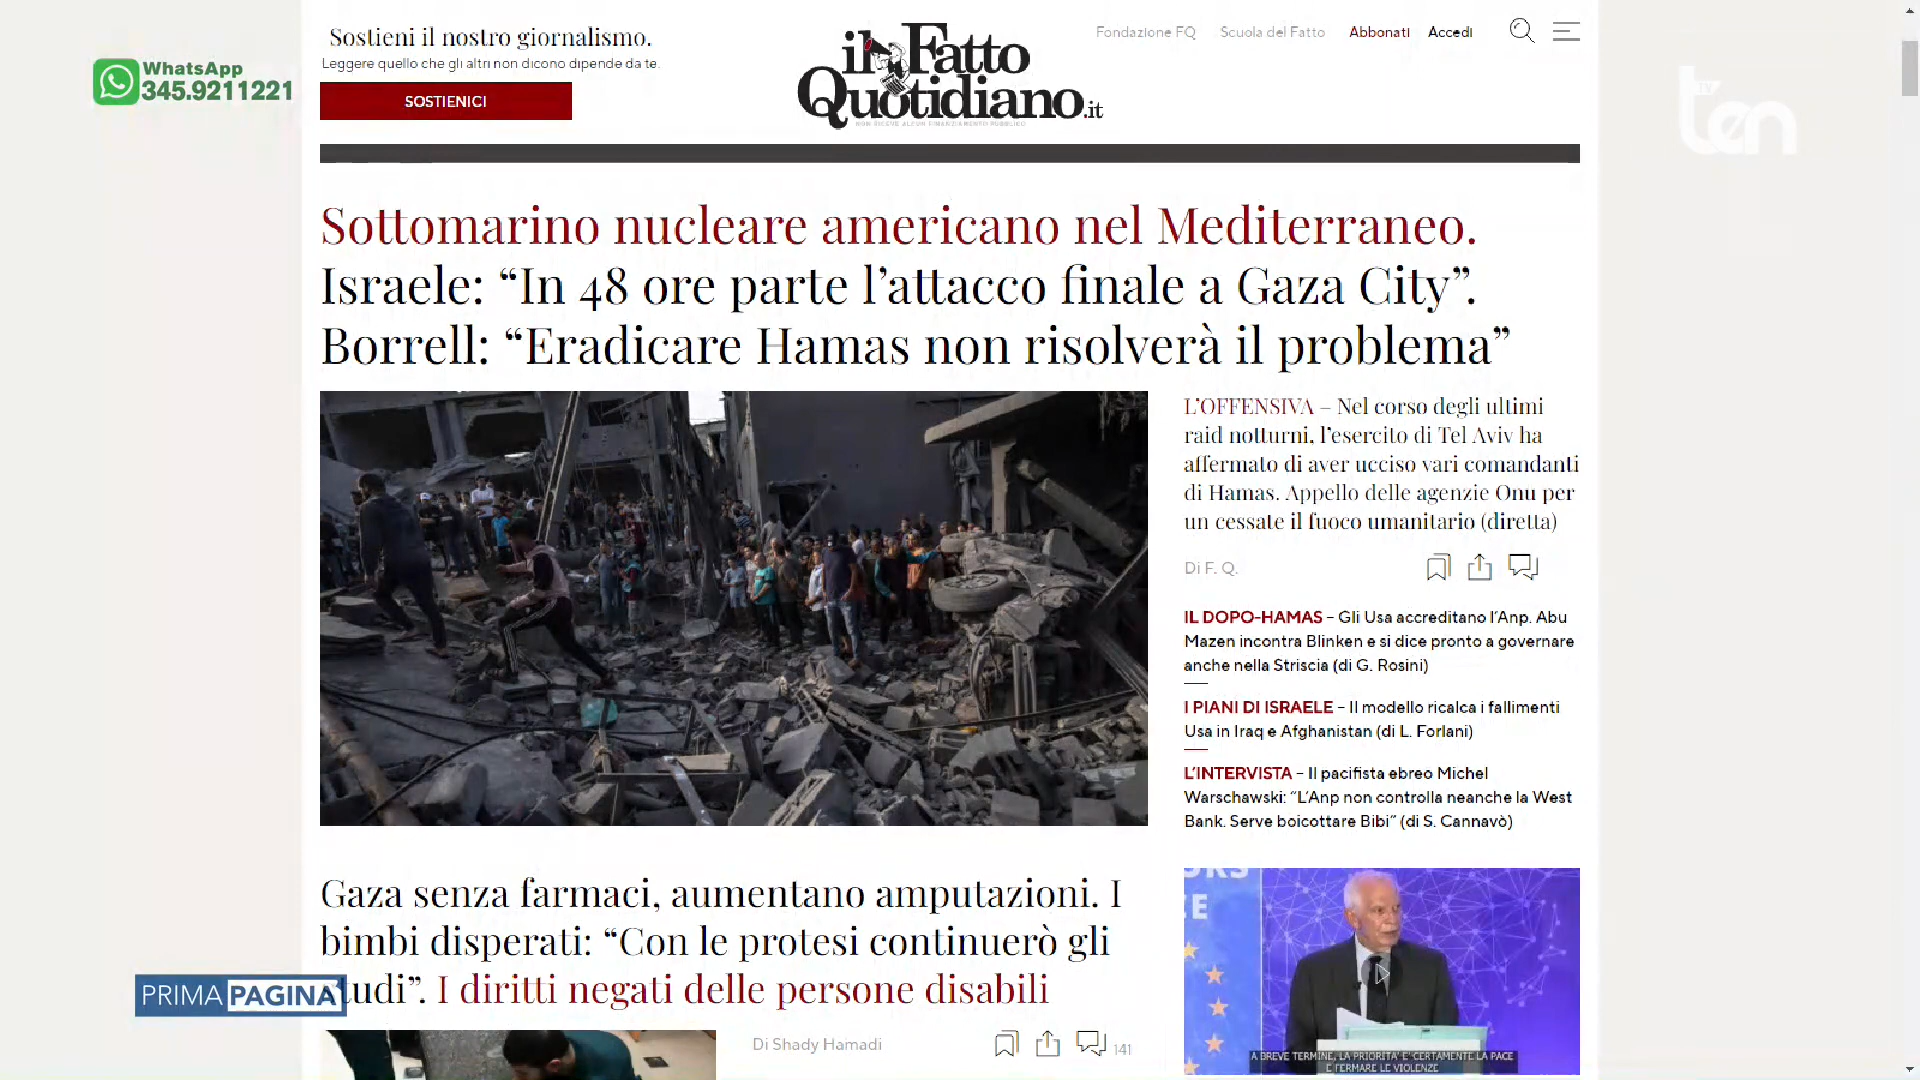 Sostieni il nostro giornalismo.
Leggere quello che gli altri non dicono dipende da te.
SOSTIENICI
il Fatto
Quotidiano.it
NON RICEVE ALCUN FINANZIAMENTO PUBBLICO
Fondazione FQ
Scuola del Fatto
Abbonati
Accedi
WhatsApp
345.9211221
TV
ten
Sottomarino nucleare americano nel Mediterraneo.
Israele: “In 48 ore parte l’attacco finale a Gaza City”.
Borrell: “Eradicare Hamas non risolverà il problema”
L’OFFENSIVA – Nel corso degli ultimi
raid notturni, l’esercito di Tel Aviv ha
affermato di aver ucciso vari comandanti
di Hamas. Appello delle agenzie Onu per
un cessate il fuoco umanitario (diretta)
Di F. Q.
IL DOPO-HAMAS – Gli Usa accreditano l’Anp. Abu
Mazen incontra Blinken e si dice pronto a governare
anche nella Striscia (di G. Rosini)
I PIANI DI ISRAELE – Il modello ricalca i fallimenti
Usa in Iraq e Afghanistan (di L. Forlani)
L’INTERVISTA – Il pacifista ebreo Michel
Warschawski: “L’Anp non controlla neanche la West
Bank. Serve boicottare Bibi” (di S. Cannavò)
Gaza senza farmaci, aumentano amputazioni. I
bimbi disperati: “Con le protesi continuerò gli
tudi”. I diritti negati delle persone disabili
PRIMA PAGINA
Di Shady Hamadi
141
A BREVE TERMINE, LA PRIORITA' E' CERTAMENTE LA PACE
E FERMARE LE VIOLENZE